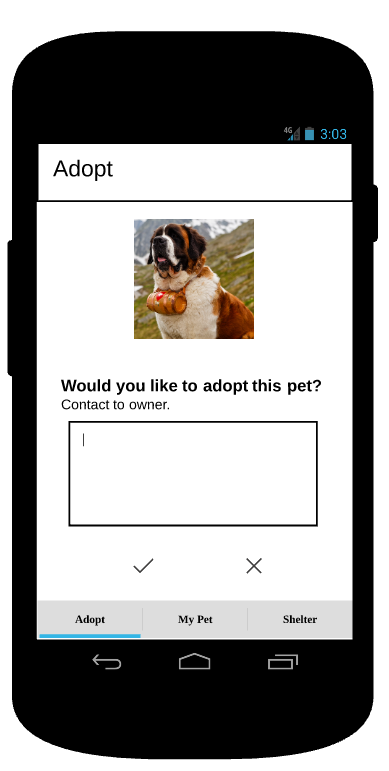 4G 3:03
Adopt
Would you like to adopt this pet?
Contact to owner.
Adopt My Pet Shelter